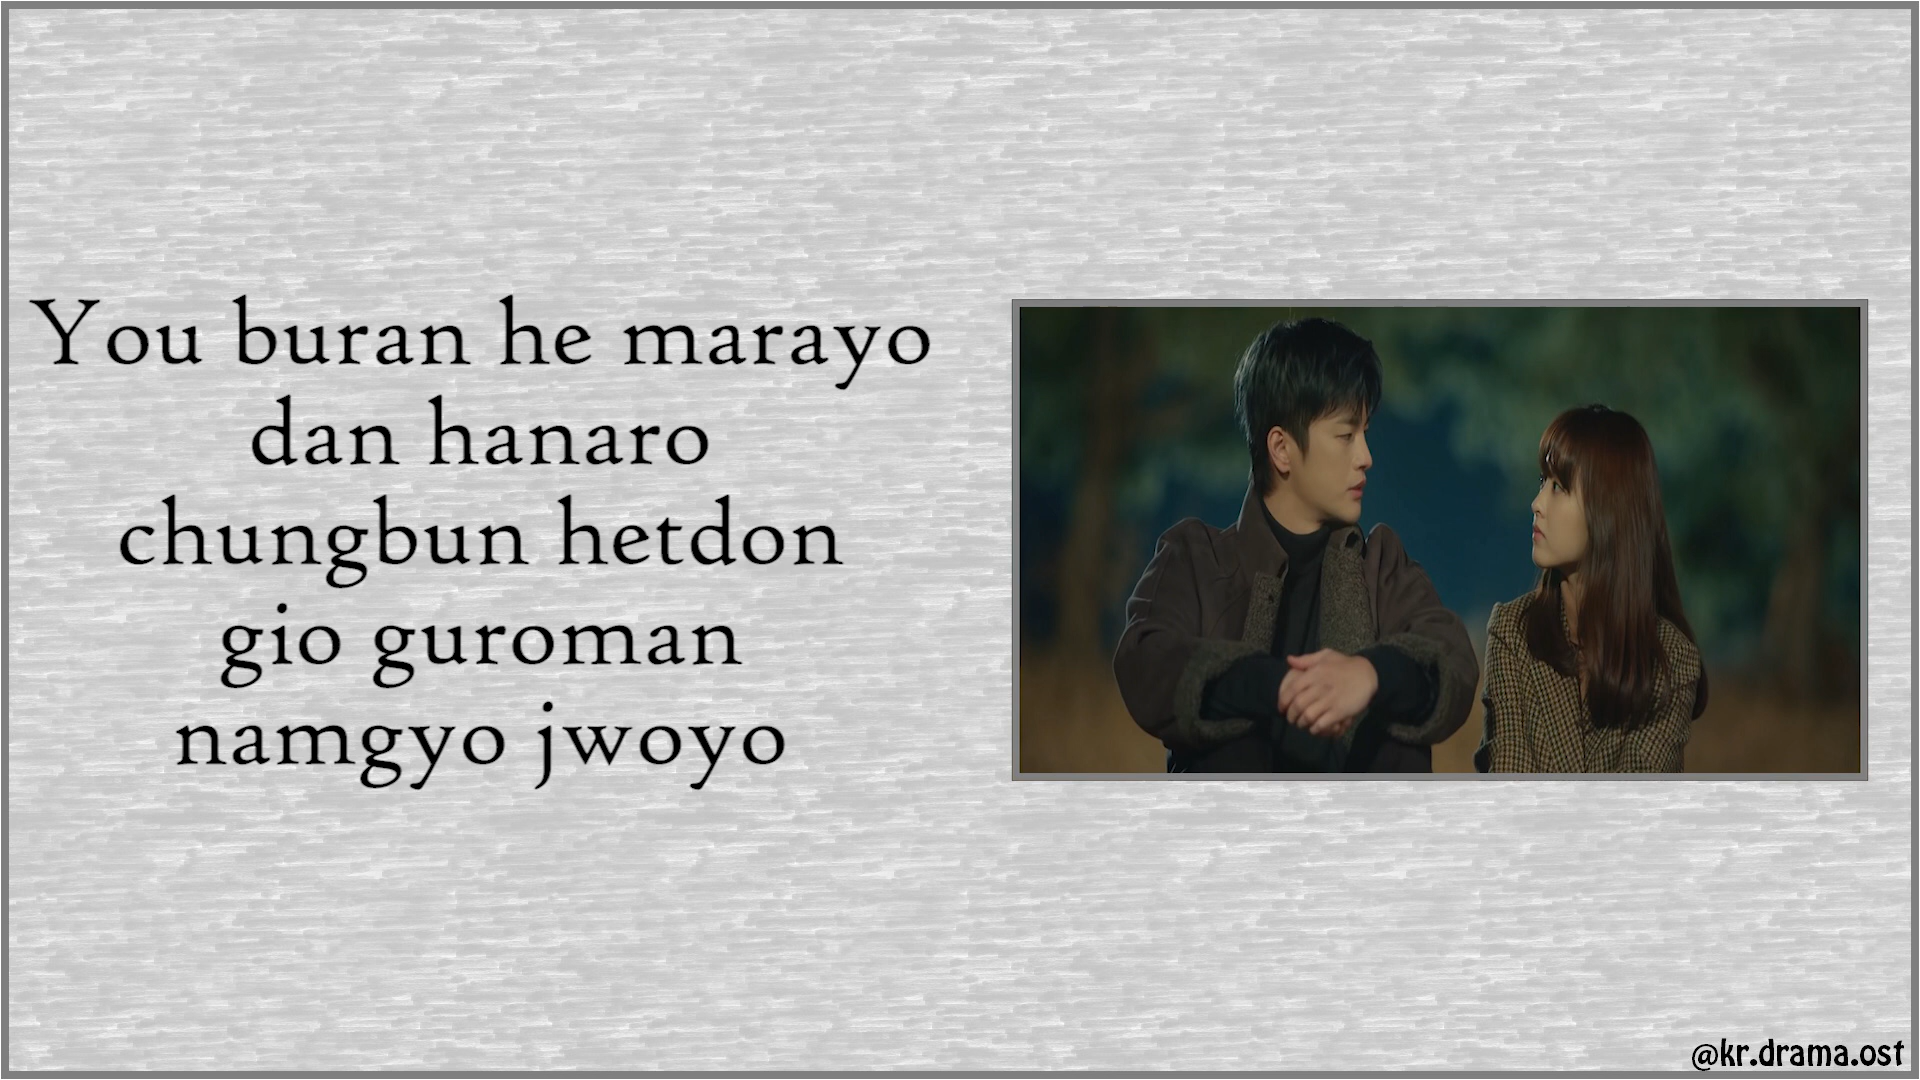 You buran he marayo
dan hanaro
chungbun hetdon
gio guroman
namgyo jwoyo
@kr.drama.ost